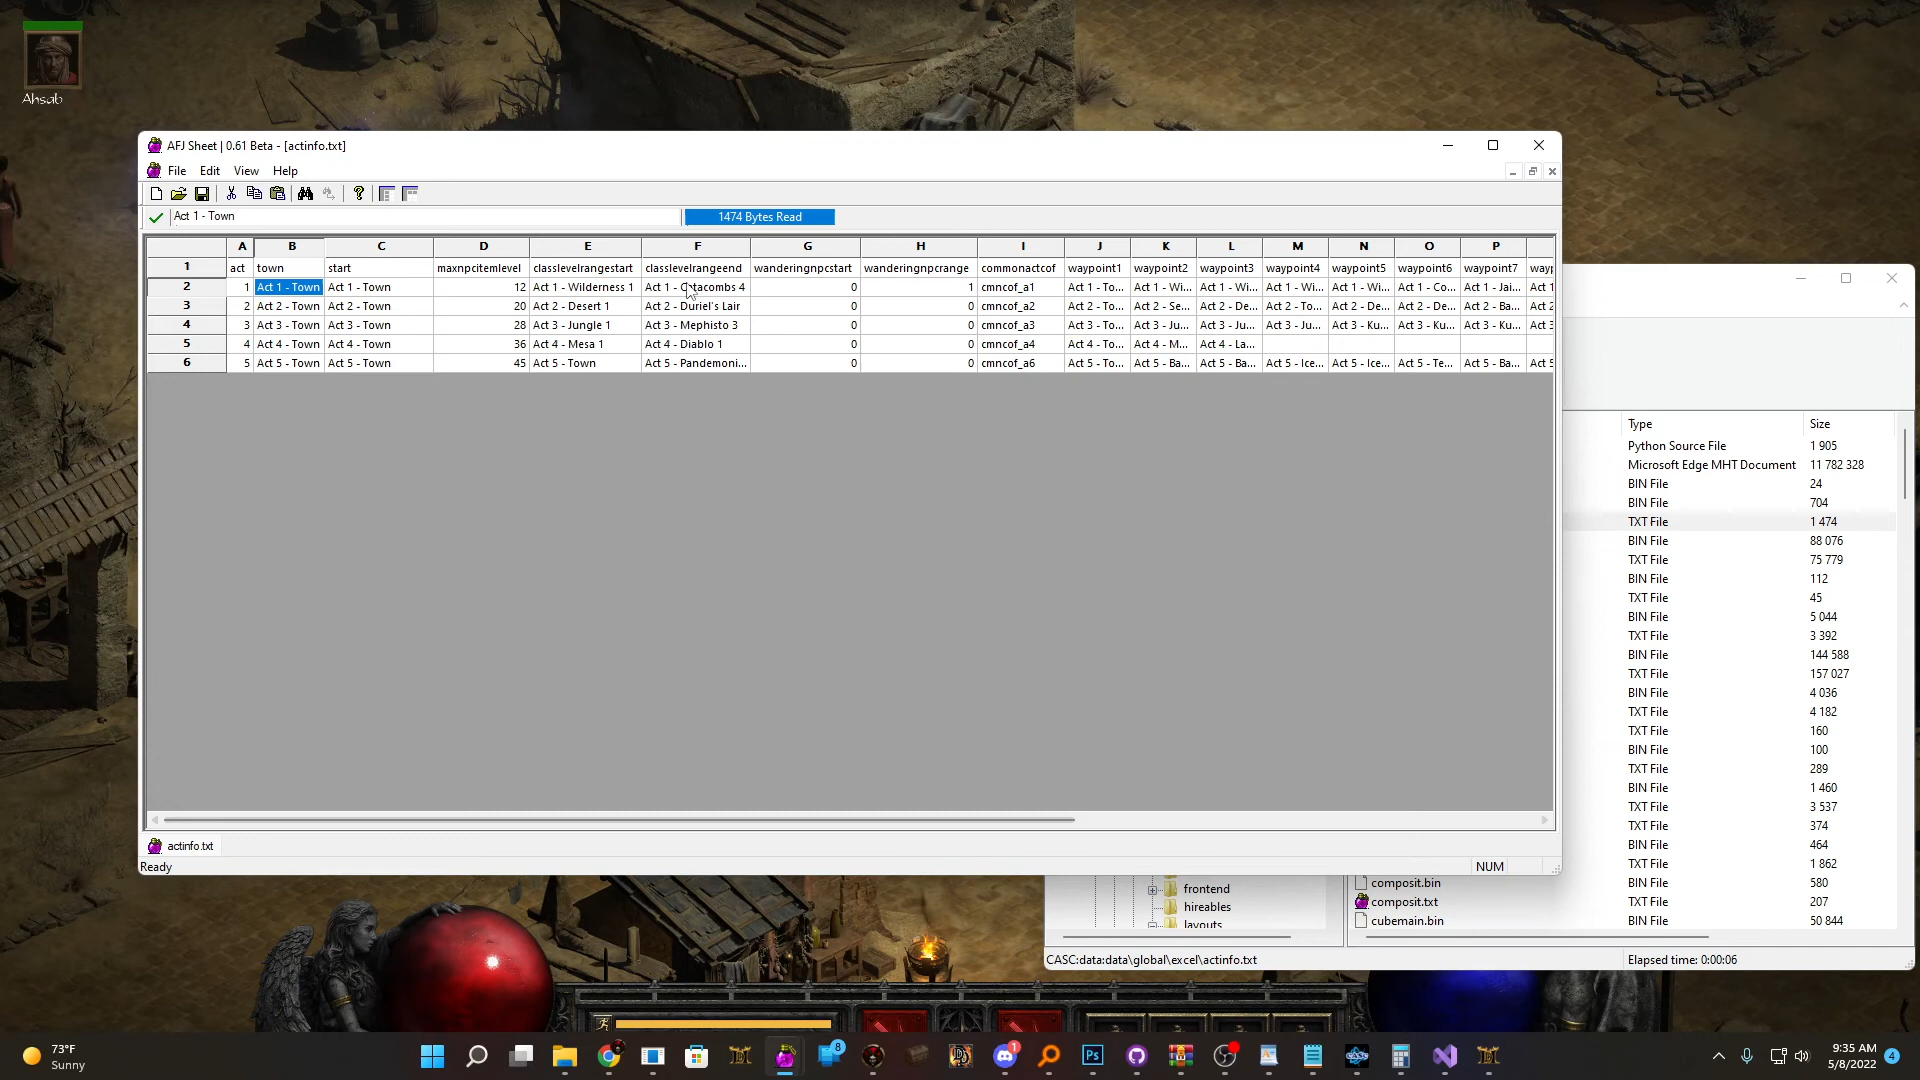 Ahsab
AFJ Sheet | 0.61 Beta - [actinfo.txt]
File Edit View Help
Act 1 - Town 1474 Bytes Read
A B C D E F G H I J K L M N O P
1 act town start maxnpcitemlevel classlevelrangestart classlevelrangeend wanderingnpcstart wanderingnpcrange commonactcof waypoint1 waypoint2 waypoint3 waypoint4 waypoint5 waypoint6 waypoint7
2 1 Act 1 - Town Act 1 - Town 12 Act 1 - Wilderness 1 Act 1 - Catacombs 4 0 1 cmncof_a1 Act 1 - To... Act 1 - Wi... Act 1 - Wi... Act 1 - Wi... Act 1 - Wi... Act 1 - Co... Act 1 - Jai... Act 1
3 2 Act 2 - Town Act 2 - Town 20 Act 2 - Desert 1 Act 2 - Duriel's Lair 0 0 cmncof_a2 Act 2 - To... Act 2 - Se... Act 2 - De... Act 2 - To... Act 2 - De... Act 2 - De... Act 2 - Ba... Act 2
4 3 Act 3 - Town Act 3 - Town 28 Act 3 - Jungle 1 Act 3 - Mephisto 3 0 0 cmncof_a3 Act 3 - To... Act 3 - Ju... Act 3 - Ju... Act 3 - Ju... Act 3 - Ku... Act 3 - Ku... Act 3 - Ku... Act 3
5 4 Act 4 - Town Act 4 - Town 36 Act 4 - Mesa 1 Act 4 - Diablo 1 0 0 cmncof_a4 Act 4 - To... Act 4 - M... Act 4 - La...
6 5 Act 5 - Town Act 5 - Town 45 Act 5 - Town Act 5 - Pandemoni... 0 0 cmncof_a6 Act 5 - To... Act 5 - Ba... Act 5 - Ba... Act 5 - Ice... Act 5 - Ice... Act 5 - Te... Act 5 - Ba... Act 5
actinfo.txt
Ready NUM
Type Size
Python Source File 1 905
Microsoft Edge MHT Document 11 782 328
BIN File 24
BIN File 704
TXT File 1 474
BIN File 88 076
TXT File 75 779
BIN File 112
TXT File 45
BIN File 5 044
TXT File 3 392
BIN File 144 588
TXT File 157 027
BIN File 4 036
TXT File 4 182
BIN File 160
BIN File 100
TXT File 289
BIN File 1 460
TXT File 3 537
TXT File 374
BIN File 464
TXT File 1 862
composit.bin BIN File 580
composit.txt TXT File 207
cubemain.bin BIN File 50 844
frontend
hireables
layouts
CASC:data:data\global\excel\actinfo.txt Elapsed time: 0:00:06
73°F
Sunny
8
1
Ps
9:35 AM
5/8/2022
4